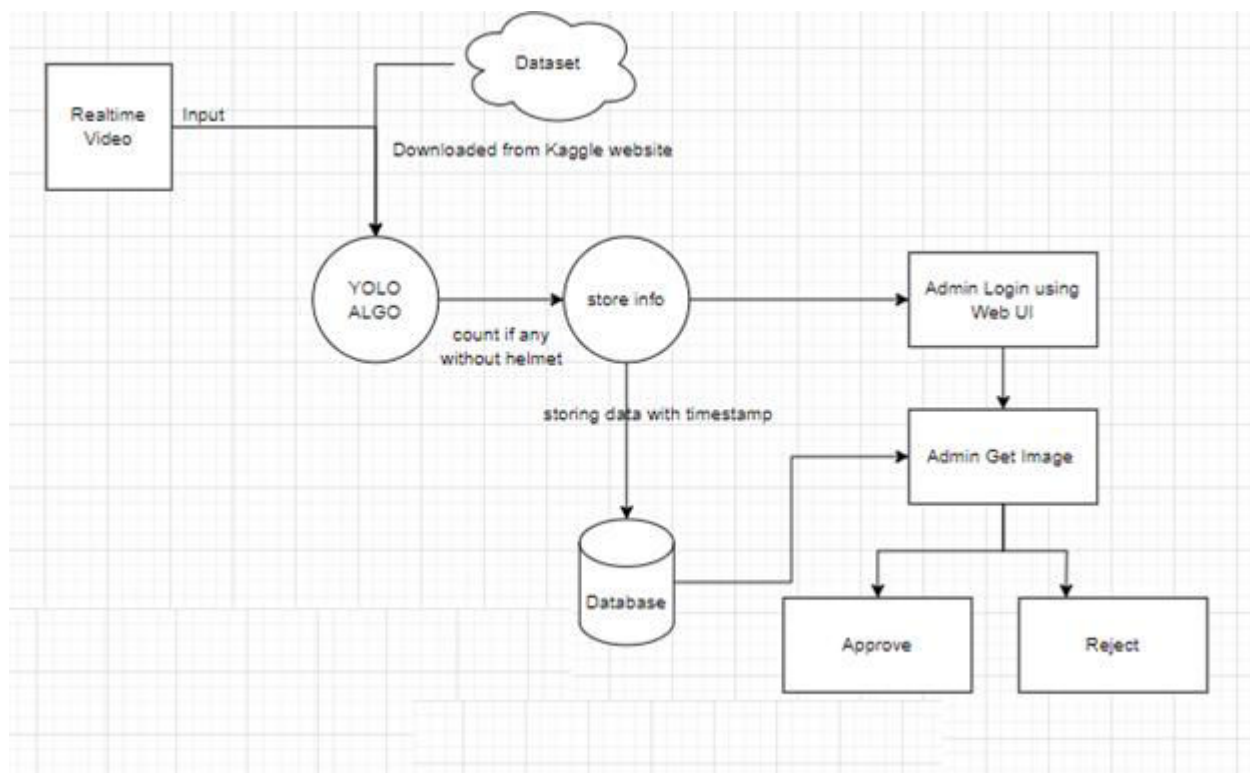 Dataset
Realtime
Video
Input
Downloaded from Kaggle website
YOLO
ALGO
store info
Admin Login using
Web UI
count if any
without helmet
storing data with timestamp
Admin Get Image
Database
Approve
Reject